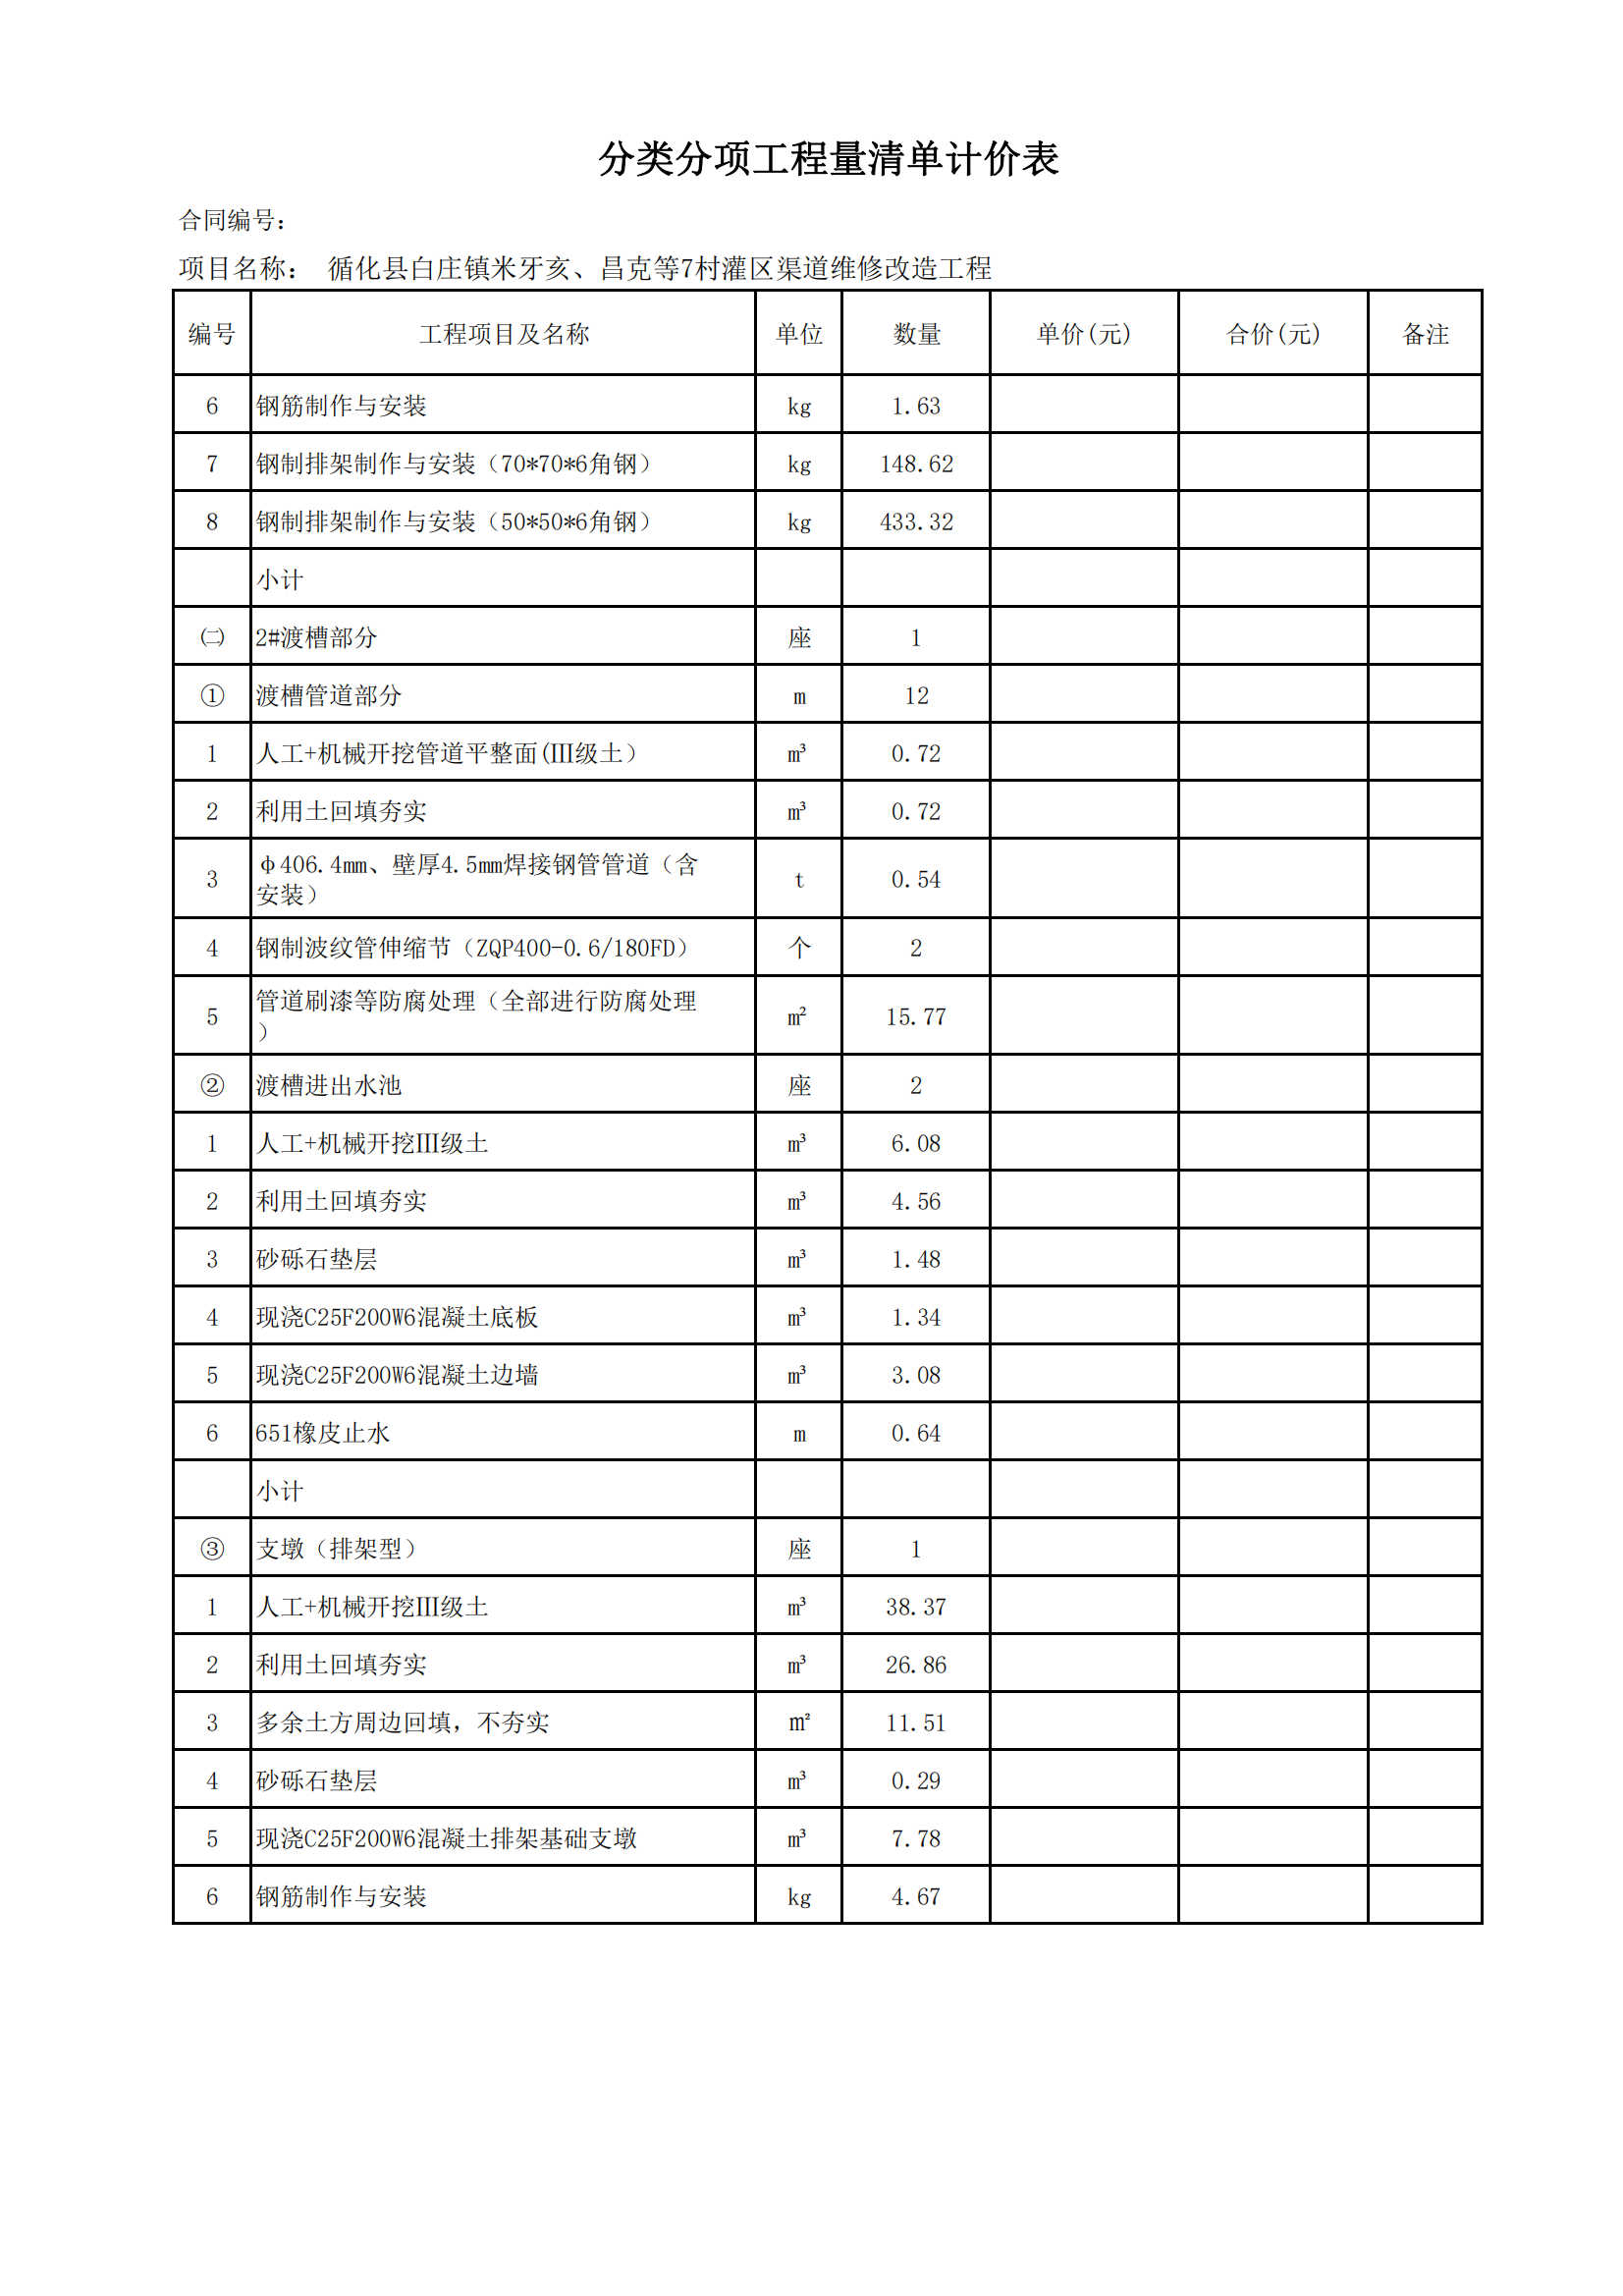 分类分项工程量清单计价表
合同编号：
项目名称： 循化县白庄镇米牙亥、昌克等7村灌区渠道维修改造工程
编号 工程项目及名称 单位 数量 单价(元) 合价(元) 备注
6 钢筋制作与安装 kg 1.63
7 钢制排架制作与安装（70*70*6角钢） kg 148.62
8 钢制排架制作与安装（50*50*6角钢） kg 433.32
小计
㈡ 2#渡槽部分 座 1
① 渡槽管道部分 m 12
1 人工+机械开挖管道平整面(Ⅲ级土） m³ 0.72
2 利用土回填夯实 m³ 0.72
3 φ406.4mm、壁厚4.5mm焊接钢管管道（含
安装） t 0.54
4 钢制波纹管伸缩节（ZQP400-0.6/180FD） 个 2
5 管道刷漆等防腐处理（全部进行防腐处理
） m² 15.77
② 渡槽进出水池 座 2
1 人工+机械开挖Ⅲ级土 m³ 6.08
2 利用土回填夯实 m³ 4.56
3 砂砾石垫层 m³ 1.48
4 现浇C25F200W6混凝土底板 m³ 1.34
5 现浇C25F200W6混凝土边墙 m³ 3.08
6 651橡皮止水 m 0.64
小计
③ 支墩（排架型） 座 1
1 人工+机械开挖Ⅲ级土 m³ 38.37
2 利用土回填夯实 m³ 26.86
3 多余土方周边回填，不夯实 m² 11.51
4 砂砾石垫层 m³ 0.29
5 现浇C25F200W6混凝土排架基础支墩 m³ 7.78
6 钢筋制作与安装 kg 4.67